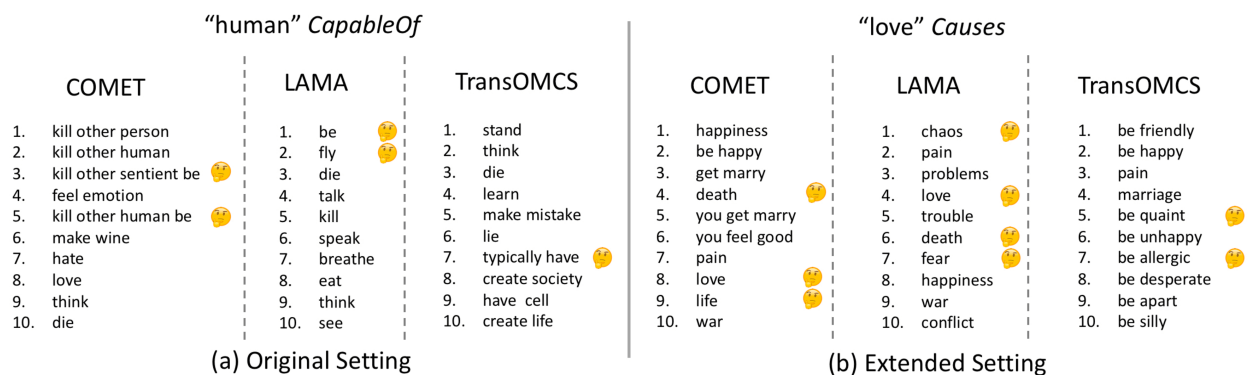 “human” CapableOf
COMET
1. kill other person
2. kill other human
3. kill other sentient be
4. feel emotion
5. kill other human be
6. make wine
7. hate
8. love
9. think
10. die
LAMA
1. be
2. fly
3. die
4. talk
5. kill
6. speak
7. breathe
8. eat
9. think
10. see
TransOMCS
1. stand
2. think
3. die
4. learn
5. make mistake
6. lie
7. typically have
8. create society
9. have cell
10. create life
(a) Original Setting
“love” Causes
COMET
1. happiness
2. be happy
3. get marry
4. death
5. you get marry
6. you feel good
7. pain
8. love
9. life
10. war
LAMA
1. chaos
2. pain
3. problems
4. love
5. trouble
6. death
7. fear
8. happiness
9. war
10. conflict
TransOMCS
1. be friendly
2. be happy
3. pain
4. marriage
5. be quaint
6. be unhappy
7. be allergic
8. be desperate
9. be apart
10. be silly
(b) Extended Setting